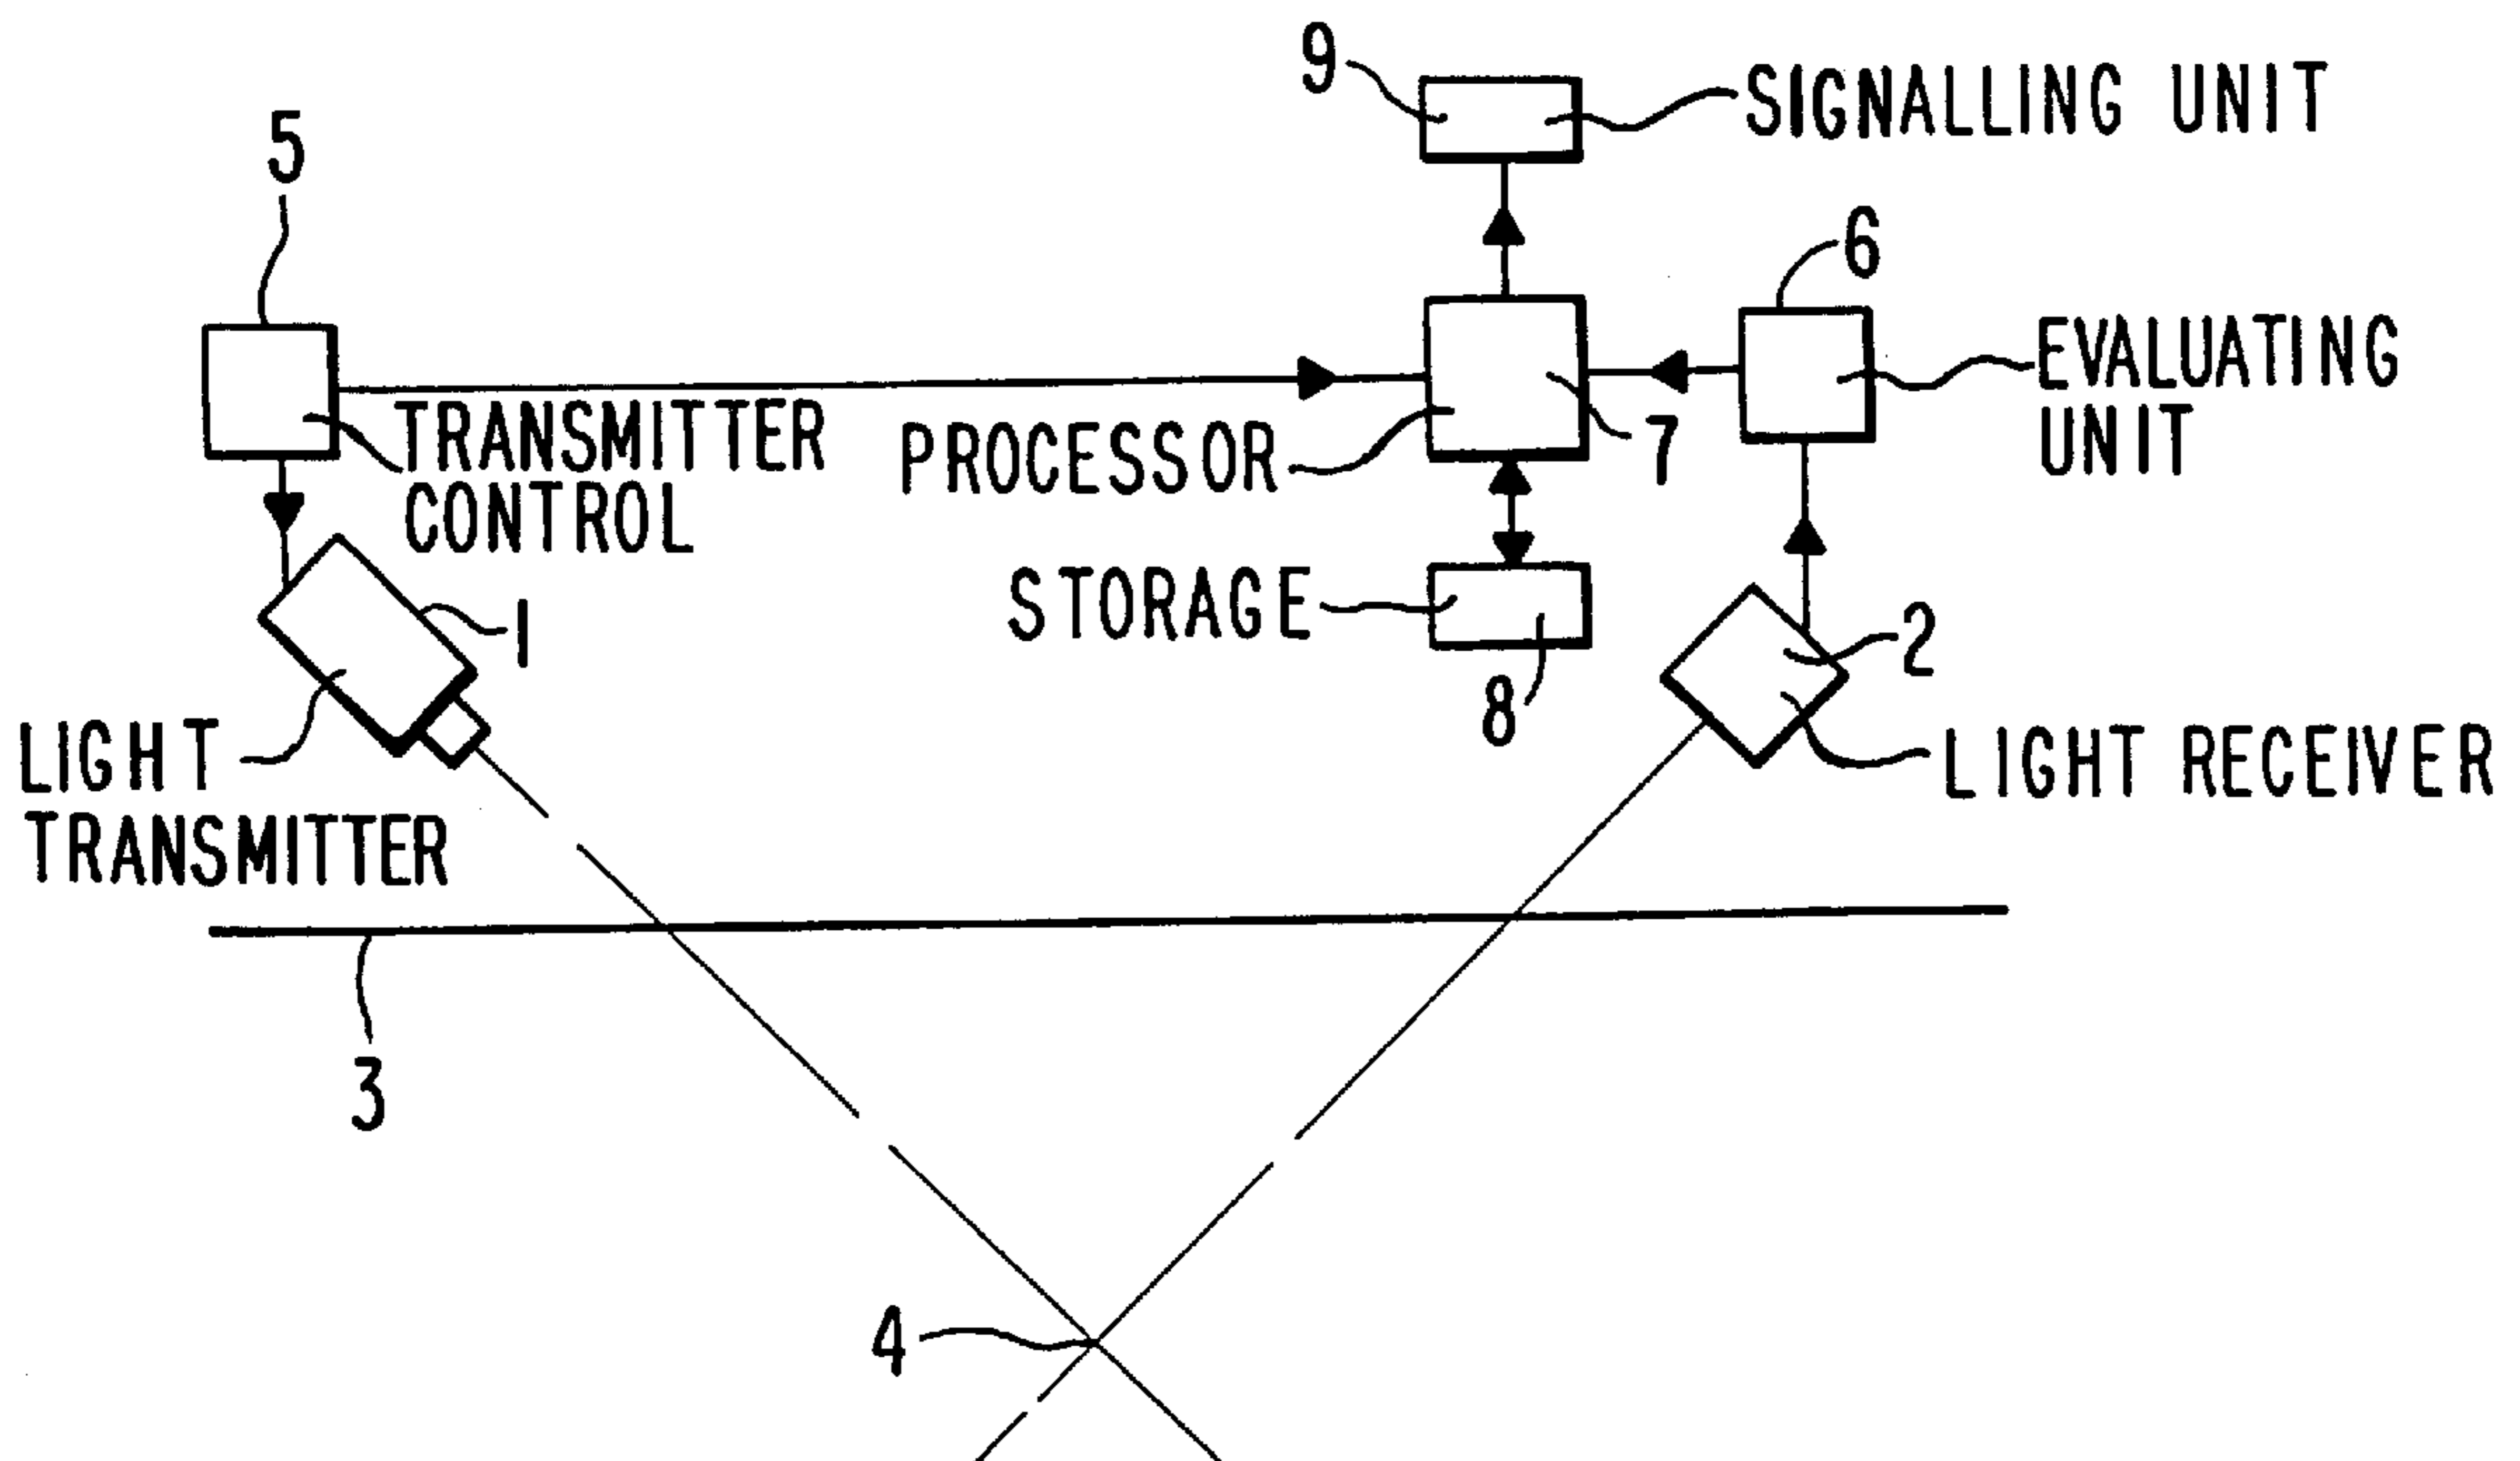 9
SIGNALLING UNIT
5
6
EVALUATING
UNIT
TRANSMITTER
CONTROL
PROCESSOR
7
STORAGE
1
2
8
LIGHT
TRANSMITTER
LIGHT RECEIVER
3
4